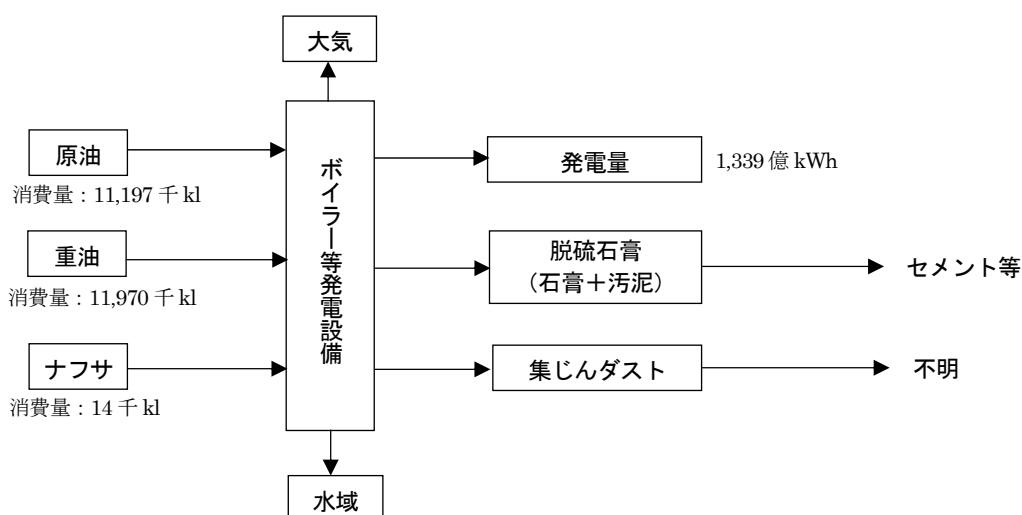 大気
原油
消費量：11,197 千 kl
重油
消費量：11,970 千 kl
ナフサ
消費量：14 千 kl
ボイラー等発電設備
発電量
1,339 億 kWh
脱硫石膏
（石膏＋汚泥）
セメント等
集じんダスト
不明
水域